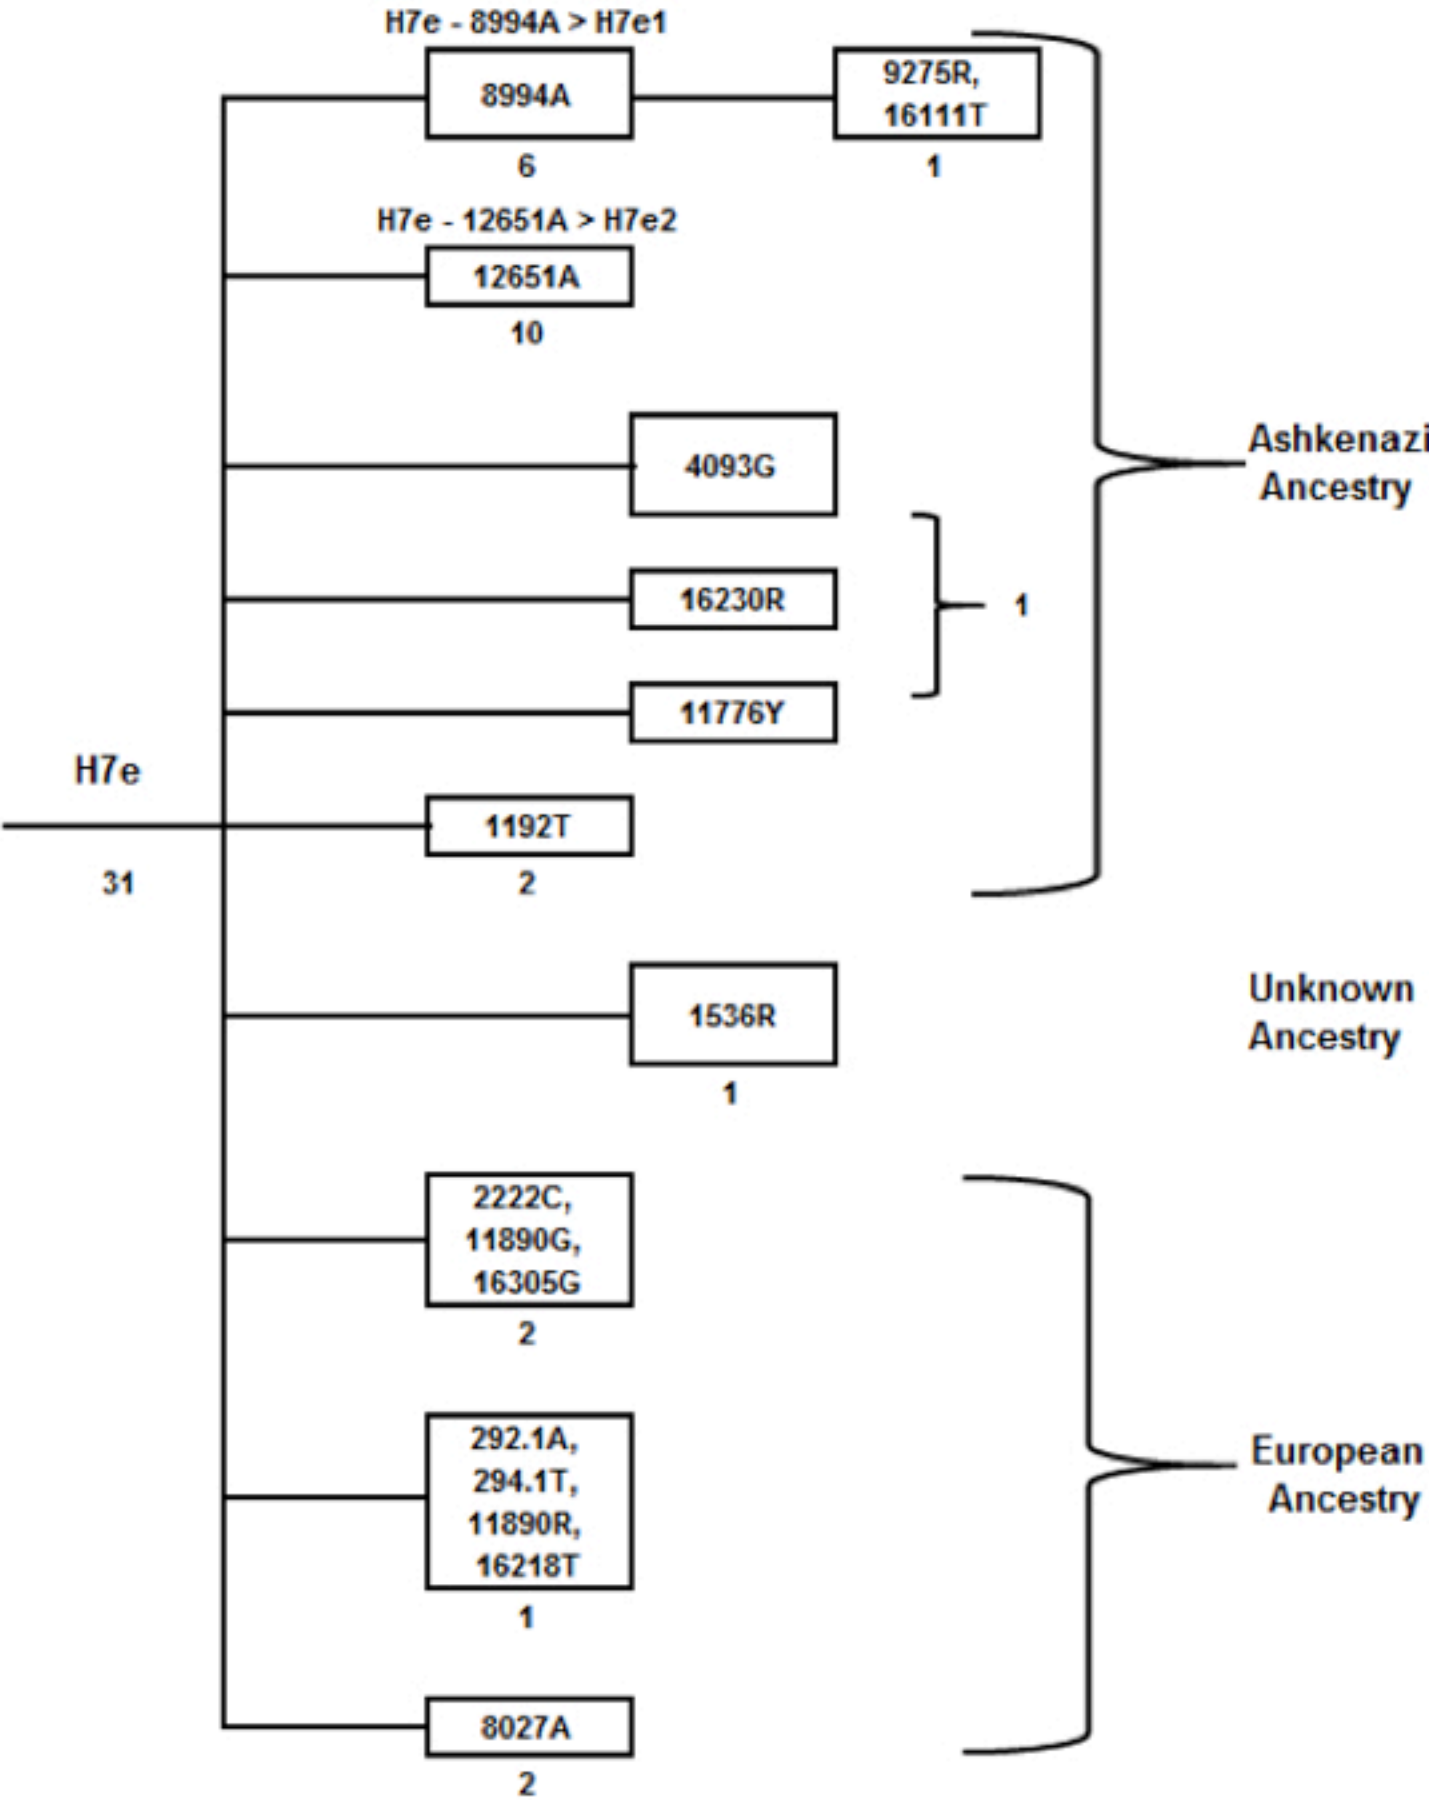 H7e - 8994A > H7e1
8994A
6
9275R,
16111T
1
H7e - 12651A > H7e2
12651A
10
4093G
16230R
1
11776Y
Ashkenazi
Ancestry
H7e
31
1192T
2
1536R
1
Unknown
Ancestry
2222C,
11890G,
16305G
2
292.1A,
294.1T,
11890R,
16218T
1
8027A
2
European
Ancestry